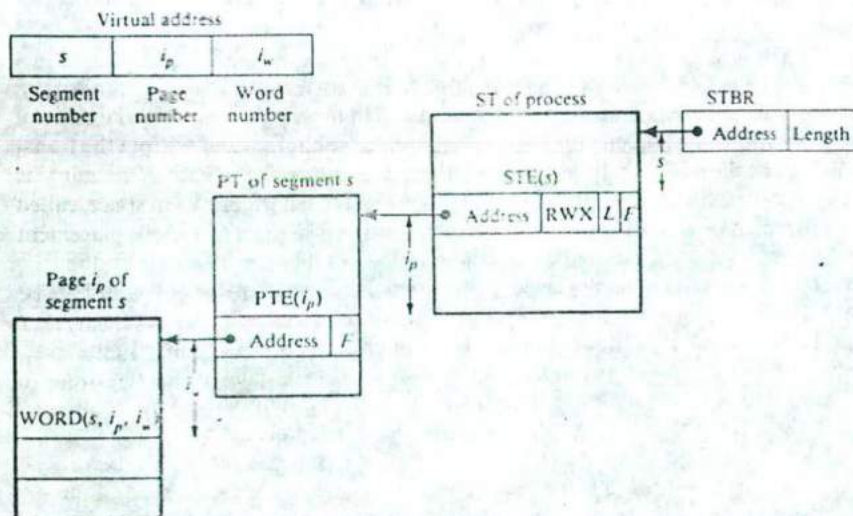 Virtual address
s i_p i_w
Segment number
Page number
Word number
ST of process
STBR
Address Length
s
STE(s)
Address RWX L F
PT of segment s
i_p
PTE(i_p)
Address F
Page i_p of
segment s
WORD(s, i_p, i_w)